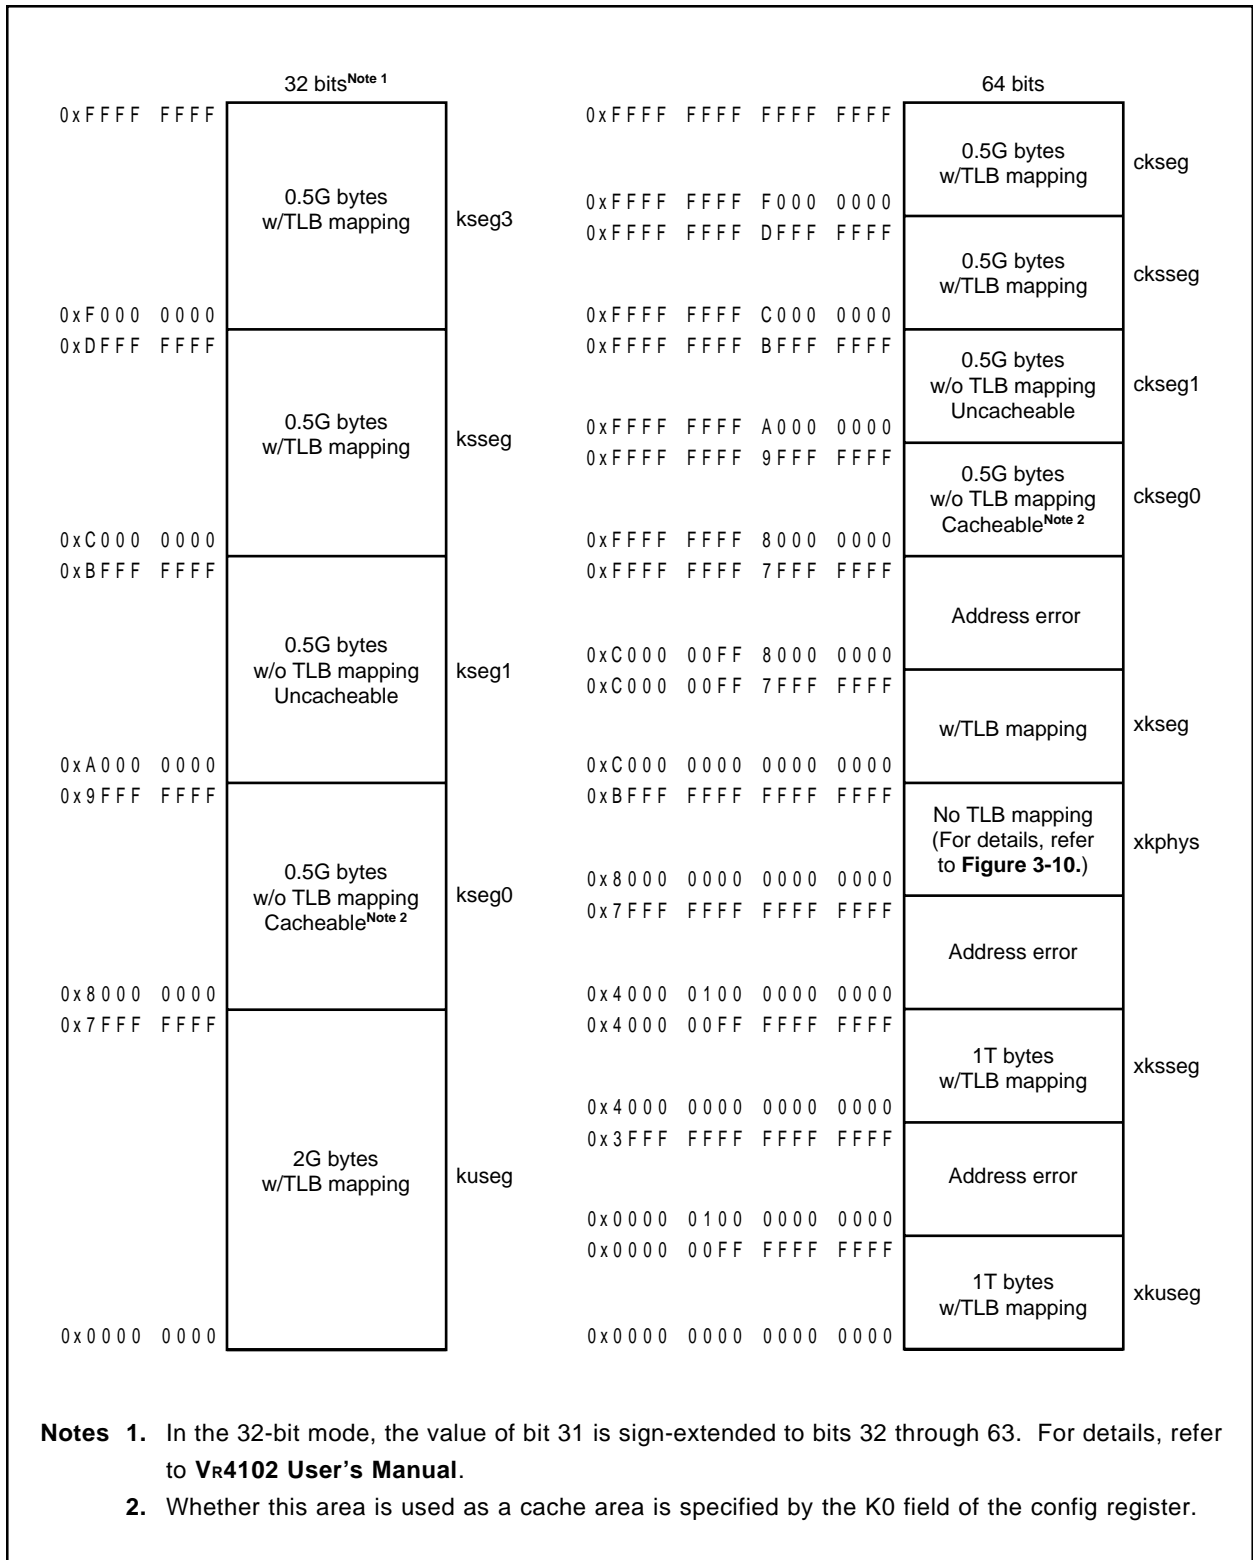 32 bitsNote 1
0xFFFF FFFF
0.5G bytes
w/TLB mapping
kseg3
0xF000 0000
0xDFFF FFFF
0.5G bytes
w/TLB mapping
ksseg
0xC000 0000
0xBFFF FFFF
0.5G bytes
w/o TLB mapping
Uncacheable
kseg1
0xA000 0000
0x9FFF FFFF
0.5G bytes
w/o TLB mapping
CacheableNote 2
kseg0
0x8000 0000
0x7FFF FFFF
2G bytes
w/TLB mapping
kuseg
0x0000 0000
64 bits
0xFFFF FFFF FFFF FFFF
0.5G bytes
w/TLB mapping
ckseg
0xFFFF FFFF F000 0000
0xFFFF FFFF DFFF FFFF
0.5G bytes
w/TLB mapping
cksseg
0xFFFF FFFF C000 0000
0xFFFF FFFF BFFF FFFF
0.5G bytes
w/o TLB mapping
Uncacheable
ckseg1
0xFFFF FFFF A000 0000
0xFFFF FFFF 9FFF FFFF
0.5G bytes
w/o TLB mapping
CacheableNote 2
ckseg0
0xFFFF FFFF 8000 0000
0xFFFF FFFF 7FFF FFFF
Address error
0xC000 00FF 8000 0000
0xC000 00FF 7FFF FFFF
w/TLB mapping
xkseg
0xC000 0000 0000 0000
0xBFFF FFFF FFFF FFFF
No TLB mapping
(For details, refer
to Figure 3-10.)
xkphys
0x8000 0000 0000 0000
0x7FFF FFFF FFFF FFFF
Address error
0x4000 0100 0000 0000
0x4000 00FF FFFF FFFF
1T bytes
w/TLB mapping
xksseg
0x4000 0000 0000 0000
0x3FFF FFFF FFFF FFFF
Address error
0x0000 0100 0000 0000
0x0000 00FF FFFF FFFF
1T bytes
w/TLB mapping
xkuseg
0x0000 0000 0000 0000
Notes 1. In the 32-bit mode, the value of bit 31 is sign-extended to bits 32 through 63. For details, refer
to VR4102 User's Manual.
2. Whether this area is used as a cache area is specified by the K0 field of the config register.